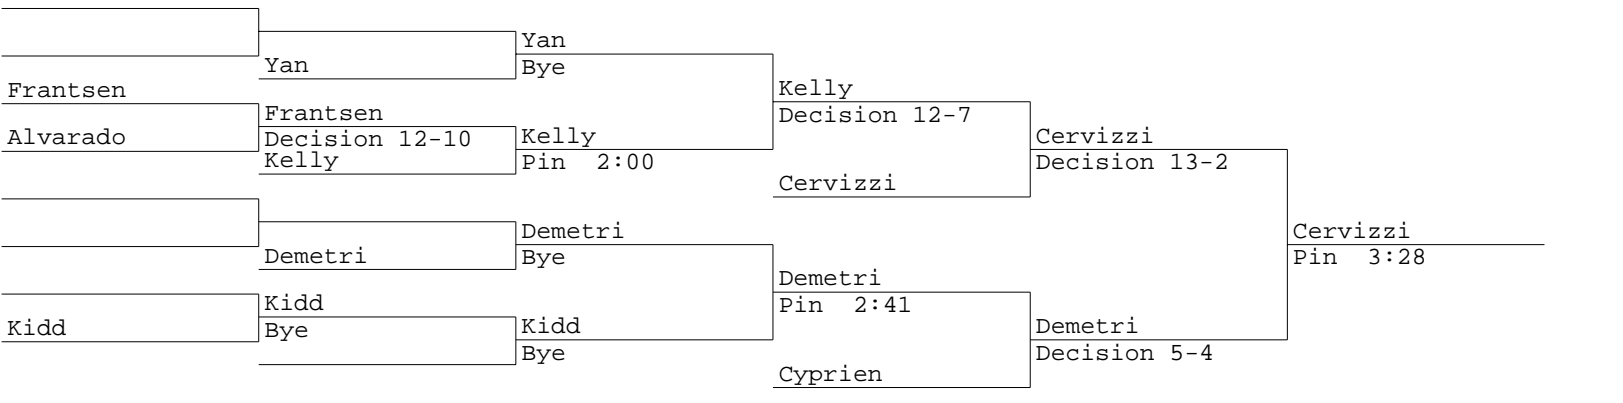 Yan
Yan
Bye
Frantsen
Alvarado
Frantsen
Decision 12-10
Kelly
Kelly
Pin  2:00
Kelly
Decision 12-7
Cervizzi
Cervizzi
Decision 13-2
Demetri
Demetri
Bye
Kidd
Kidd
Bye
Kidd
Bye
Demetri
Pin  2:41
Cyprien
Demetri
Decision 5-4
Cervizzi
Pin  3:28